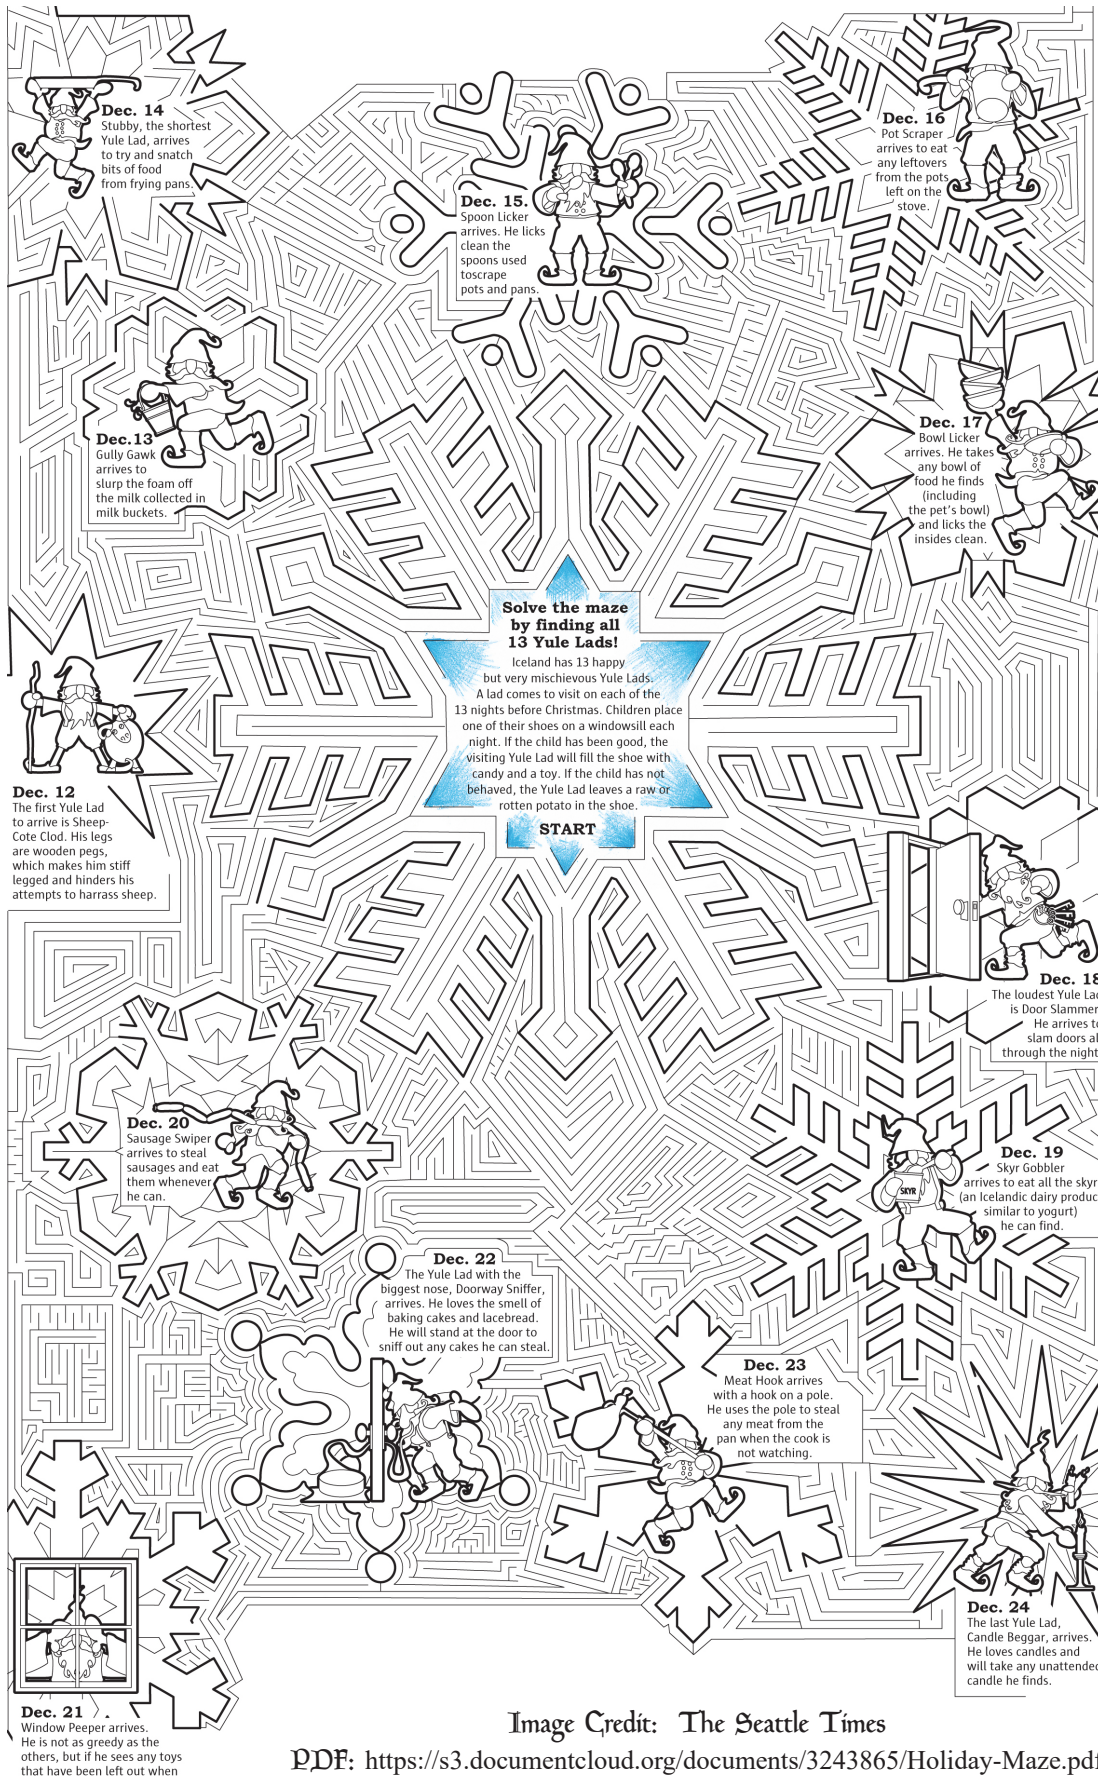 Dec. 14
Stubby, the shortest
Yule Lad, arrives
to try and snatch
bits of food
from frying pans.
Dec. 15.
Spoon Licker
arrives. He licks
clean the
spoons used
toscrape
pots and pans.
Dec. 16
Pot Scraper
arrives to eat
any leftovers
from the pots
left on the
stove.
Dec.13
Gully Gawk
arrives to
slurp the foam off
the milk collected in
milk buckets.
Dec. 17
Bowl Licker
arrives. He takes
any bowl of
food he finds
(including
the pet's bowl)
and licks the
insides clean.
Solve the maze
by finding all
13 Yule Lads!
Iceland has 13 happy
but very mischievous Yule Lads.
A lad comes to visit on each of the
13 nights before Christmas. Children place
one of their shoes on a windowsill each
night. If the child has been good, the
visiting Yule Lad will fill the shoe with
candy and a toy. If the child has not
behaved, the Yule Lad leaves a raw or
rotten potato in the shoe.
START
Dec. 12
The first Yule Lad
to arrive is Sheep-
Cote Clod. His legs
are wooden pegs,
which makes him stiff
legged and hinders his
attempts to harrass sheep.
Dec. 18
The loudest Yule Lad
is Door Slammer
He arrives to
slam doors al
through the night
Dec. 20
Sausage Swiper
arrives to steal
sausages and eat
them whenever
he can.
SKYR
Dec. 19
Skyr Gobbler
arrives to eat all the skyr
(an Icelandic dairy produc
similar to yogurt)
he can find.
Dec. 22
The Yule Lad with the
biggest nose, Doorway Sniffer,
arrives. He loves the smell of
baking cakes and lacebread.
He will stand at the door to
sniff out any cakes he can steal.
Dec. 23
Meat Hook arrives
with a hook on a pole.
He uses the pole to steal
any meat from the
pan when the cook is
not watching.
Dec. 24
The last Yule Lad,
Candle Beggar, arrives.
He loves candles and
will take any unattended
candle he finds.
Dec. 21
Window Peeper arrives.
He is not as greedy as the
others, but if he sees any toys
that have been left out when
Image Credit: The Seattle Times
PDF: https://s3.documentcloud.org/documents/3243865/Holiday-Maze.pdf